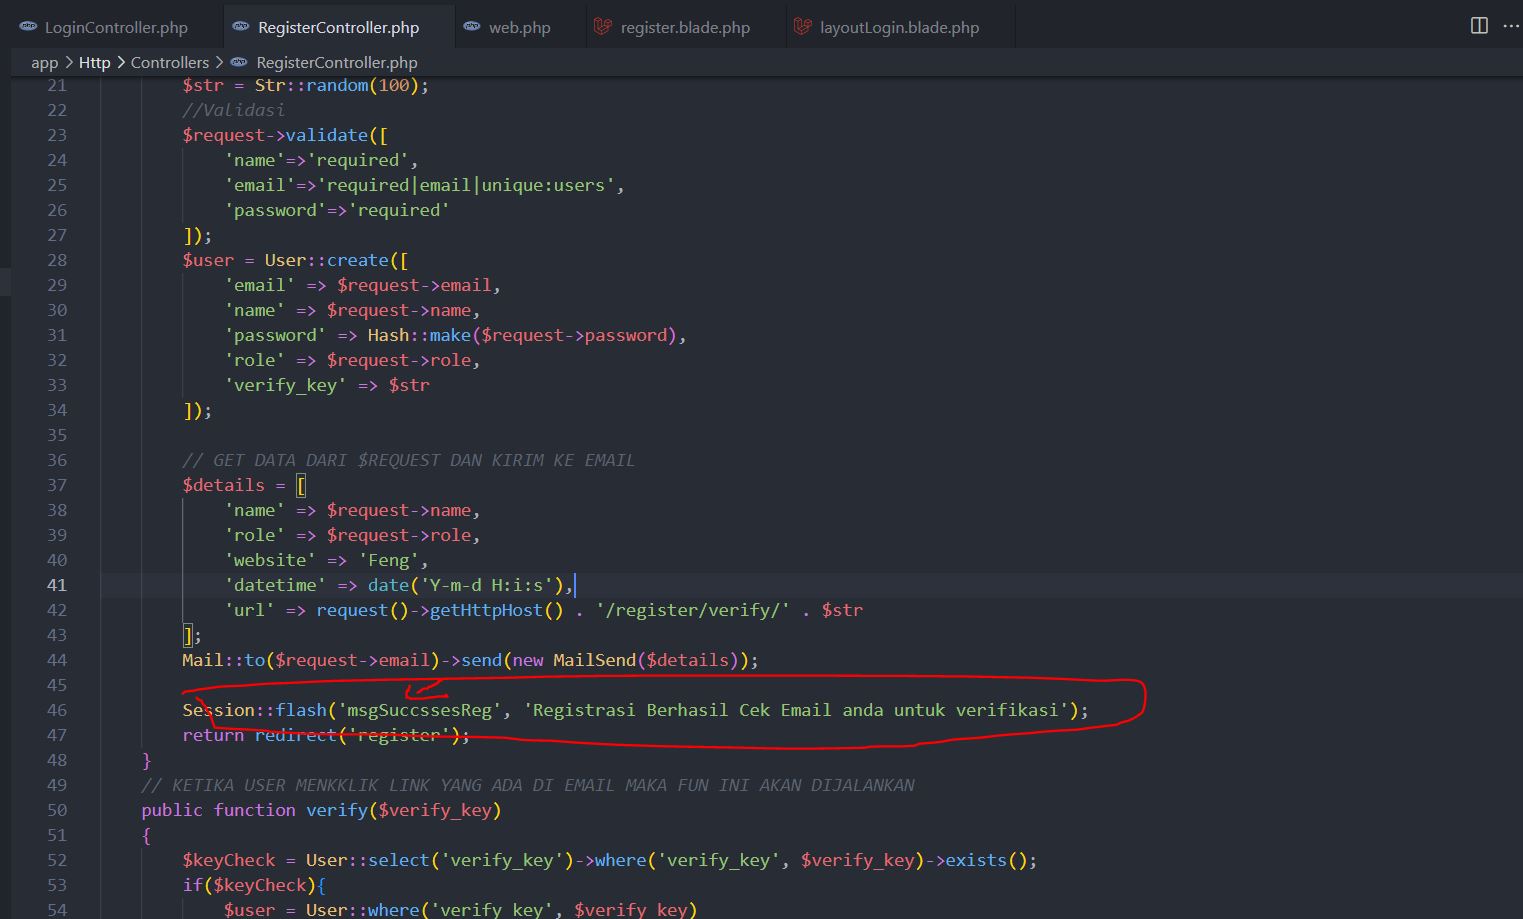 LoginController.php RegisterController.php web.php register.blade.php layoutLogin.blade.php
app > Http > Controllers > RegisterController.php
21 $str = Str::random(100);
22 //Validasi
23 $request->validate([
24 'name'=>'required',
25 'email'=>'required|email|unique:users',
26 'password'=>'required'
27 ]);
28 $user = User::create([
29 'email' => $request->email,
30 'name' => $request->name,
31 'password' => Hash::make($request->password),
32 'role' => $request->role,
33 'verify_key' => $str
34 ]);
35
36 // GET DATA DARI $REQUEST DAN KIRIM KE EMAIL
37 $details = [
38 'name' => $request->name,
39 'role' => $request->role,
40 'website' => 'Feng',
41 'datetime' => date('Y-m-d H:i:s'),
42 'url' => request()->getHttpHost() . '/register/verify/' . $str
43 ];
44 Mail::to($request->email)->send(new MailSend($details));
45
46 Session::flash('msgSuccssesReg', 'Registrasi Berhasil Cek Email anda untuk verifikasi');
47 return redirect('register');
48 }
49 // KETIKA USER MENKKLIK LINK YANG ADA DI EMAIL MAKA FUN INI AKAN DIJALANKAN
50 public function verify($verify_key)
51 {
52 $keyCheck = User::select('verify_key')->where('verify_key', $verify_key)->exists();
53 if($keyCheck){
54 $user = User::where('verify_key', $verify_key)